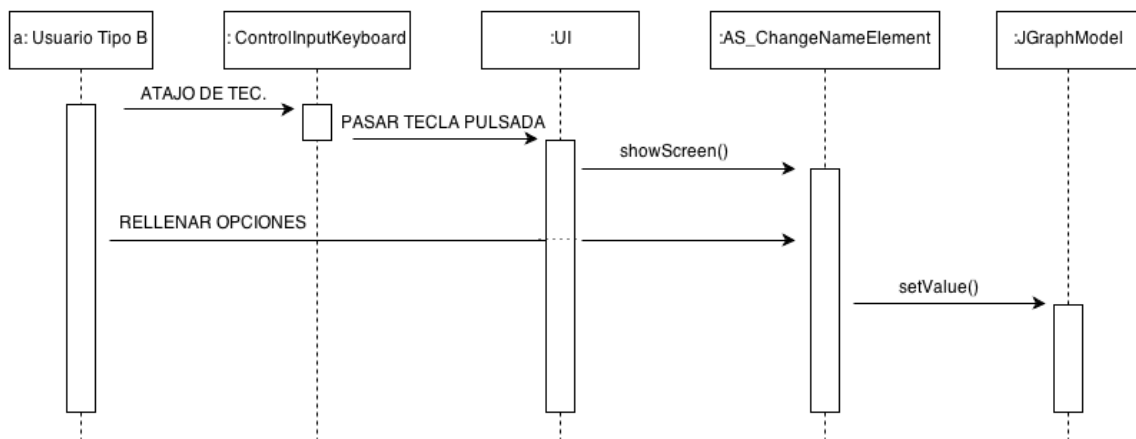 a: Usuario Tipo B
: ControlInputKeyboard
:UI
:AS_ChangeNameElement
:JGraphModel
ATAJO DE TEC.
PASAR TECLA PULSADA
showScreen()
RELLENAR OPCIONES
setValue()